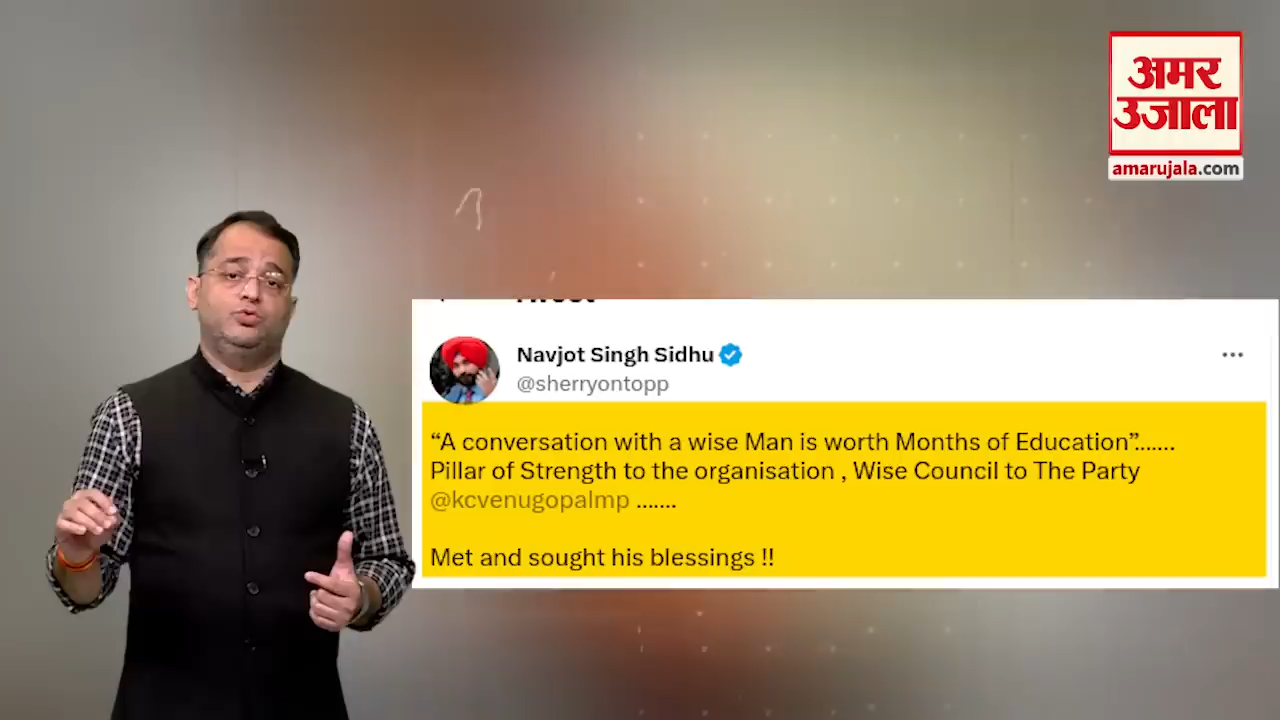 अमर
उजाला
amarujala.com
Navjot Singh Sidhu
@sherryontopp
“A conversation with a wise Man is worth Months of Education”......
Pillar of Strength to the organisation , Wise Council to The Party
@kcvenugopalmp .......
Met and sought his blessings !!